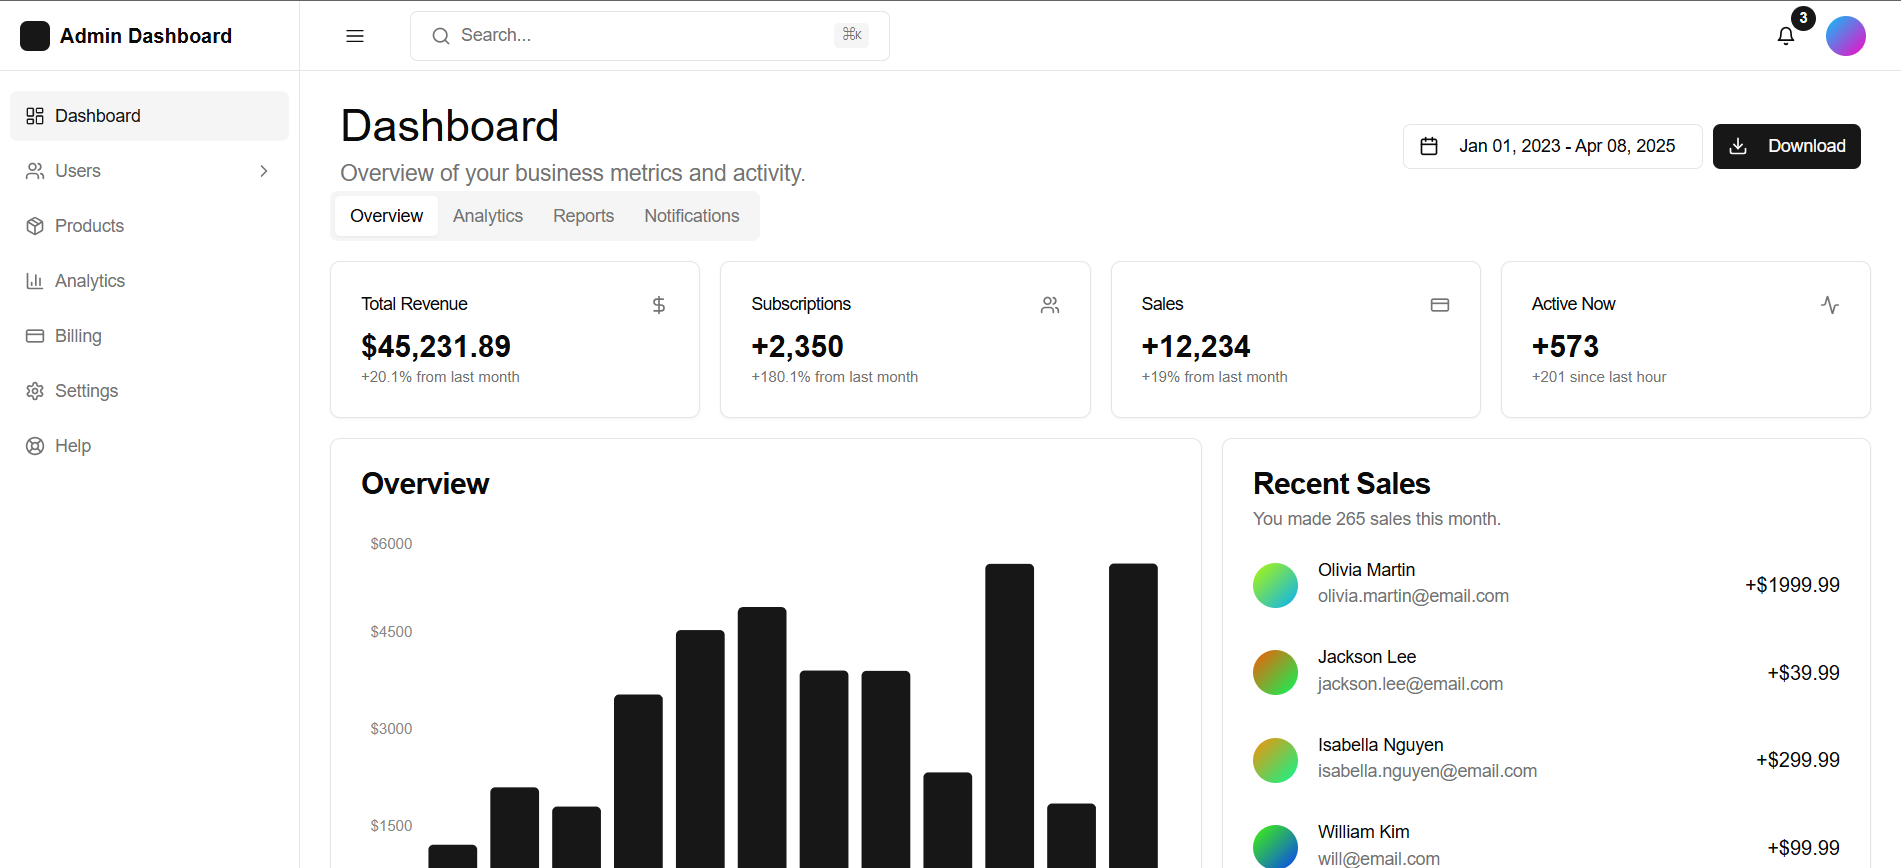 Admin Dashboard
Search...
⌘K
3
Dashboard
Users
Products
Analytics
Billing
Settings
Help
Dashboard
Overview of your business metrics and activity.
Jan 01, 2023 - Apr 08, 2025
Download
Overview
Analytics
Reports
Notifications
Total Revenue
$45,231.89
+20.1% from last month
Subscriptions
+2,350
+180.1% from last month
Sales
+12,234
+19% from last month
Active Now
+573
+201 since last hour
Overview
$6000
$4500
$3000
$1500
Recent Sales
You made 265 sales this month.
Olivia Martin
olivia.martin@email.com
+$1999.99
Jackson Lee
jackson.lee@email.com
+$39.99
Isabella Nguyen
isabella.nguyen@email.com
+$299.99
William Kim
will@email.com
+$99.99